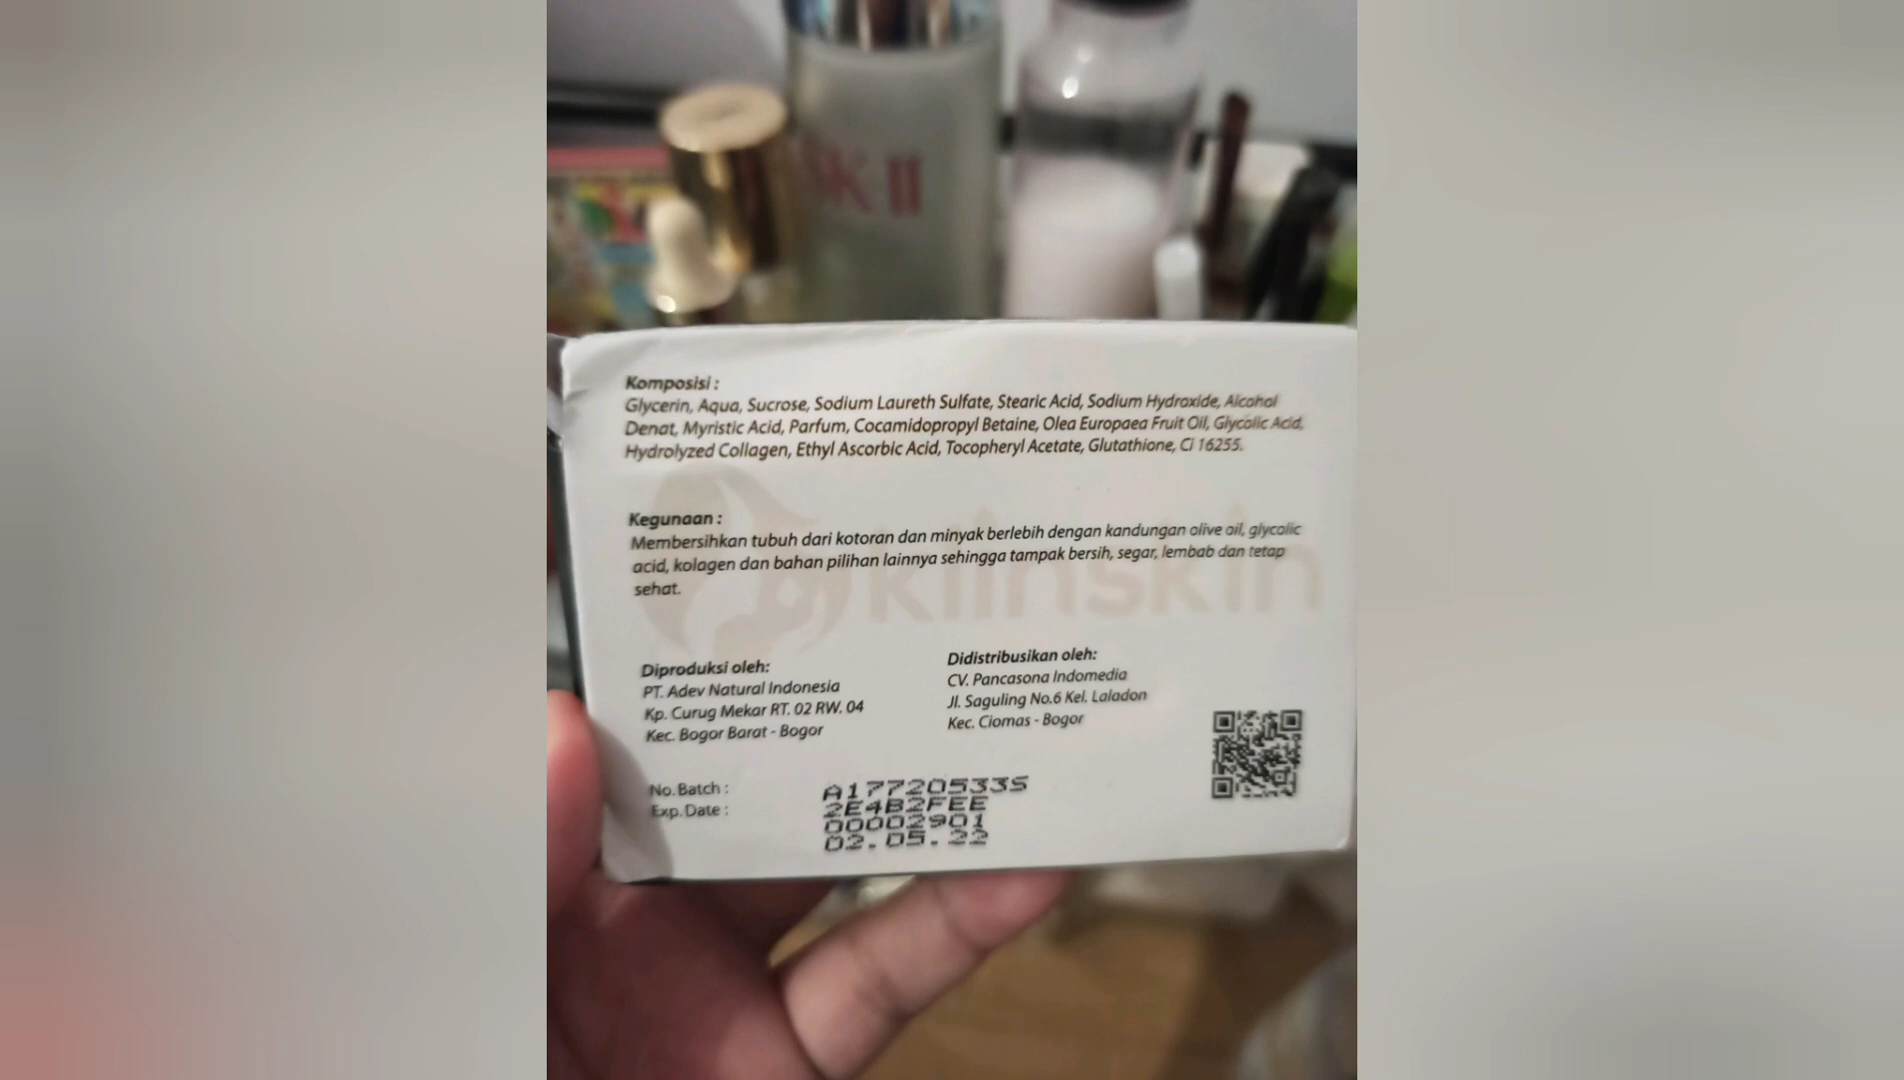 SK II
Komposisi :
Glycerin, Aqua, Sucrose, Sodium Laureth Sulfate, Stearic Acid, Sodium Hydroxide, Alcohol
Denat, Myristic Acid, Parfum, Cocamidopropyl Betaine, Olea Europaea Fruit Oil, Glycolic Acid,
Hydrolyzed Collagen, Ethyl Ascorbic Acid, Tocopheryl Acetate, Glutathione, CI 16255.
Kegunaan :
Membersihkan tubuh dari kotoran dan minyak berlebih dengan kandungan olive oil, glycolic
acid, kolagen dan bahan pilihan lainnya sehingga tampak bersih, segar, lembab dan tetap
sehat.
klinskin
Diproduksi oleh:
PT. Adev Natural Indonesia
Kp. Curug Mekar RT. 02 RW. 04
Kec. Bogor Barat - Bogor
Didistribusikan oleh:
CV. Pancasona Indomedia
Jl. Saguling No.6 Kel. Laladon
Kec. Ciomas - Bogor
No. Batch :
Exp. Date :
A177205335
2E4B2FEE
00002901
02.05.22